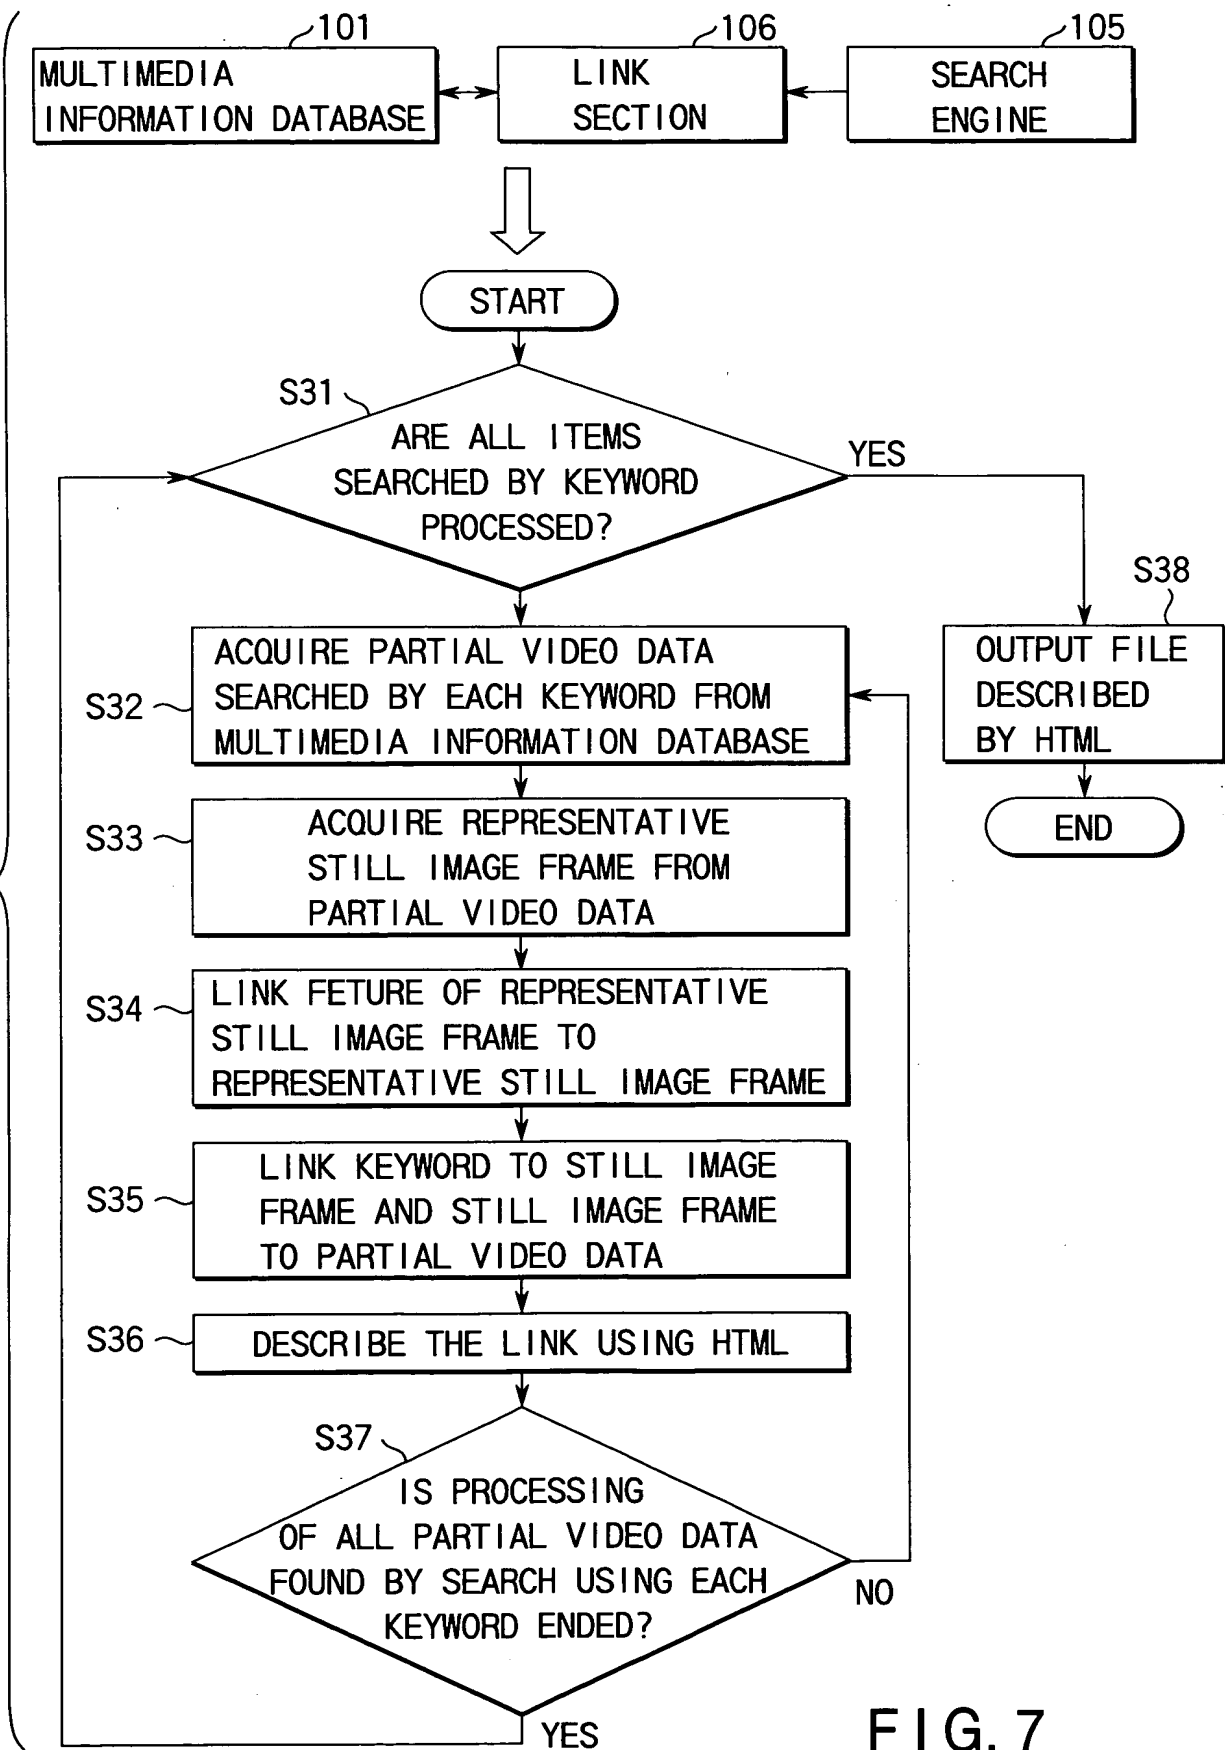 101
106
105
MULTIMEDIA
INFORMATION DATABASE
LINK
SECTION
SEARCH
ENGINE
START
S31
ARE ALL ITEMS
SEARCHED BY KEYWORD
PROCESSED?
YES
S38
OUTPUT FILE
DESCRIBED
BY HTML
END
S32
ACQUIRE PARTIAL VIDEO DATA
SEARCHED BY EACH KEYWORD FROM
MULTIMEDIA INFORMATION DATABASE
S33
ACQUIRE REPRESENTATIVE
STILL IMAGE FRAME FROM
PARTIAL VIDEO DATA
S34
LINK FETURE OF REPRESENTATIVE
STILL IMAGE FRAME TO
REPRESENTATIVE STILL IMAGE FRAME
S35
LINK KEYWORD TO STILL IMAGE
FRAME AND STILL IMAGE FRAME
TO PARTIAL VIDEO DATA
S36
DESCRIBE THE LINK USING HTML
S37
IS PROCESSING
OF ALL PARTIAL VIDEO DATA
FOUND BY SEARCH USING EACH
KEYWORD ENDED?
NO
YES
FIG. 7